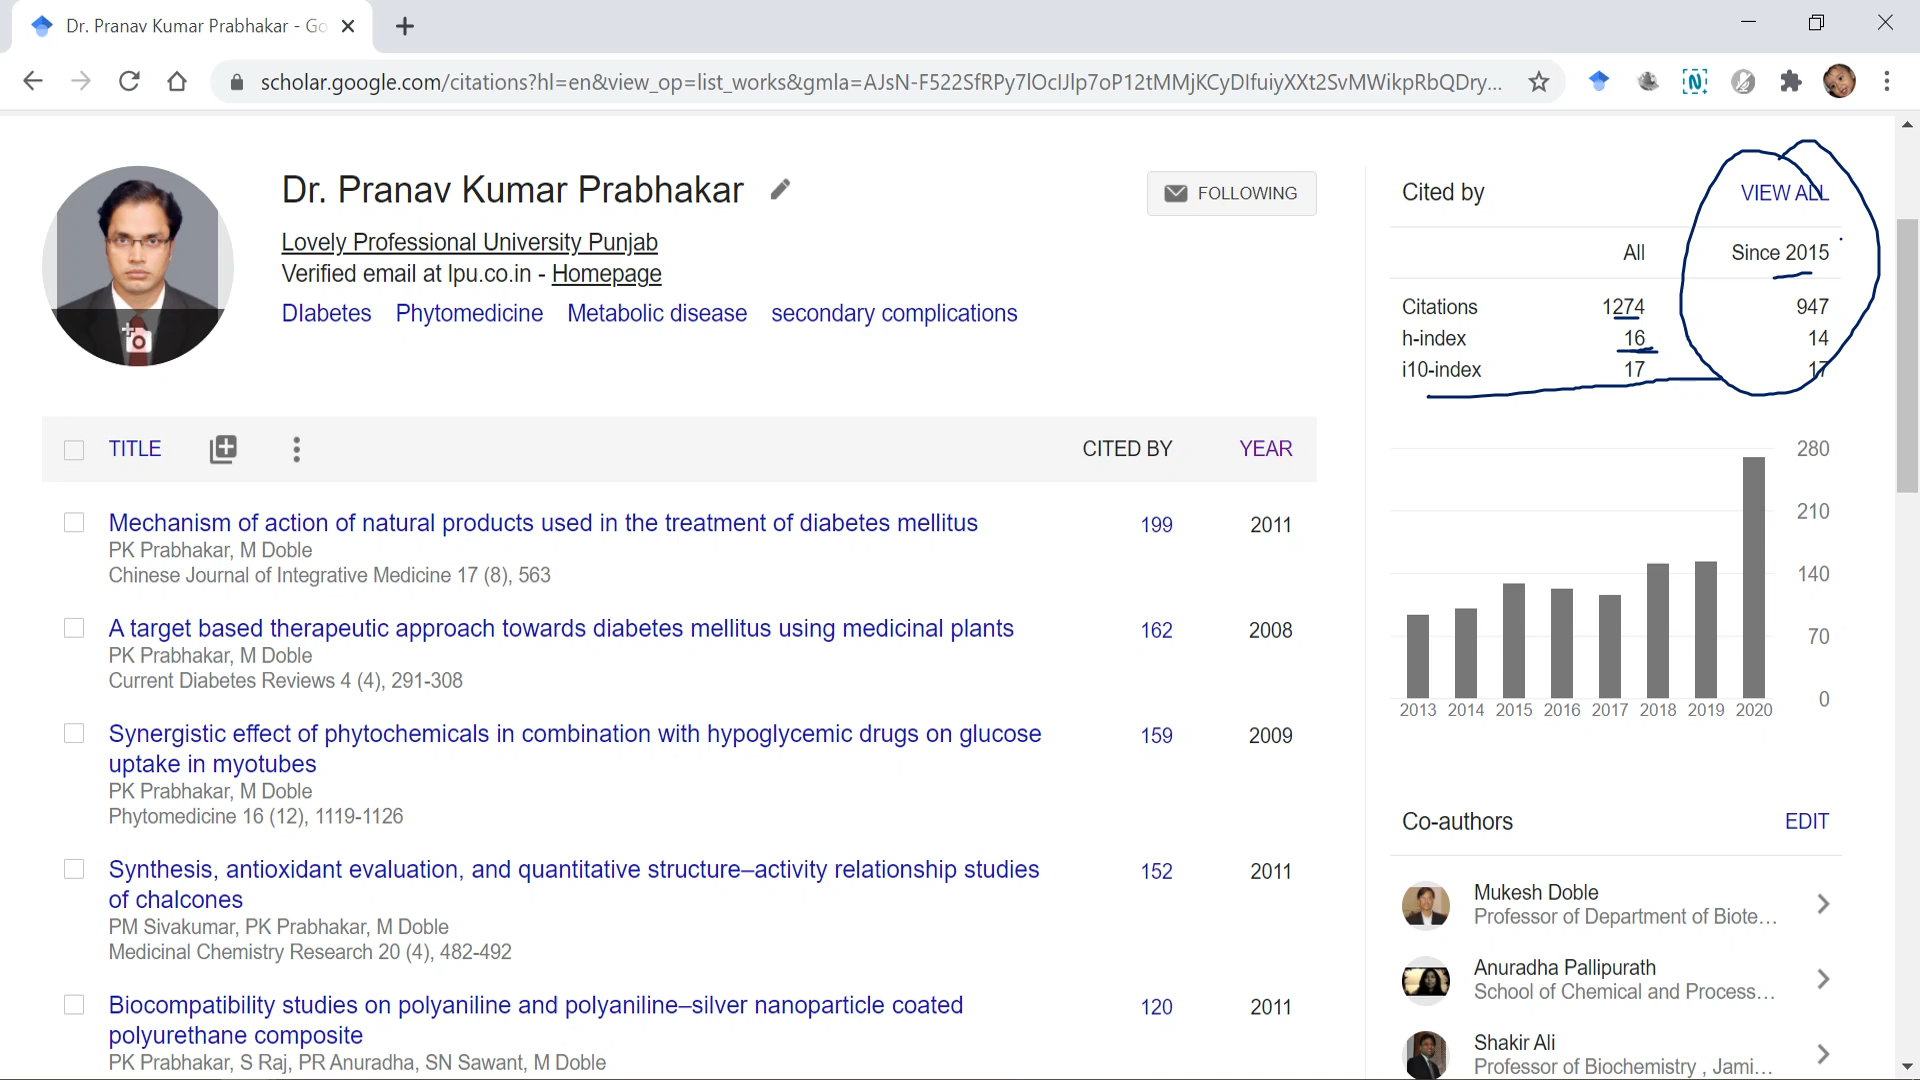 Dr. Pranav Kumar Prabhakar - Go
scholar.google.com/citations?hl=en&view_op=list_works&gmla=AJsN-F522SfRPy7lOcIJlp7oP12tMMjKCyDIfuiyXXt2SvMWikpRbQDry...
Dr. Pranav Kumar Prabhakar
FOLLOWING
Lovely Professional University Punjab
Verified email at lpu.co.in - Homepage
DIabetes Phytomedicine Metabolic disease secondary complications
TITLE CITED BY YEAR
Mechanism of action of natural products used in the treatment of diabetes mellitus 199 2011
PK Prabhakar, M Doble
Chinese Journal of Integrative Medicine 17 (8), 563
A target based therapeutic approach towards diabetes mellitus using medicinal plants 162 2008
PK Prabhakar, M Doble
Current Diabetes Reviews 4 (4), 291-308
Synergistic effect of phytochemicals in combination with hypoglycemic drugs on glucose 159 2009
uptake in myotubes
PK Prabhakar, M Doble
Phytomedicine 16 (12), 1119-1126
Synthesis, antioxidant evaluation, and quantitative structure–activity relationship studies 152 2011
of chalcones
PM Sivakumar, PK Prabhakar, M Doble
Medicinal Chemistry Research 20 (4), 482-492
Biocompatibility studies on polyaniline and polyaniline–silver nanoparticle coated 120 2011
polyurethane composite
PK Prabhakar, S Raj, PR Anuradha, SN Sawant, M Doble
Cited by VIEW ALL
All Since 2015
Citations 1274 947
h-index 16 14
i10-index 17 17
280
210
140
70
0
2013 2014 2015 2016 2017 2018 2019 2020
Co-authors EDIT
Mukesh Doble
Professor of Department of Biote...
Anuradha Pallipurath
School of Chemical and Process...
Shakir Ali
Professor of Biochemistry , Jami...